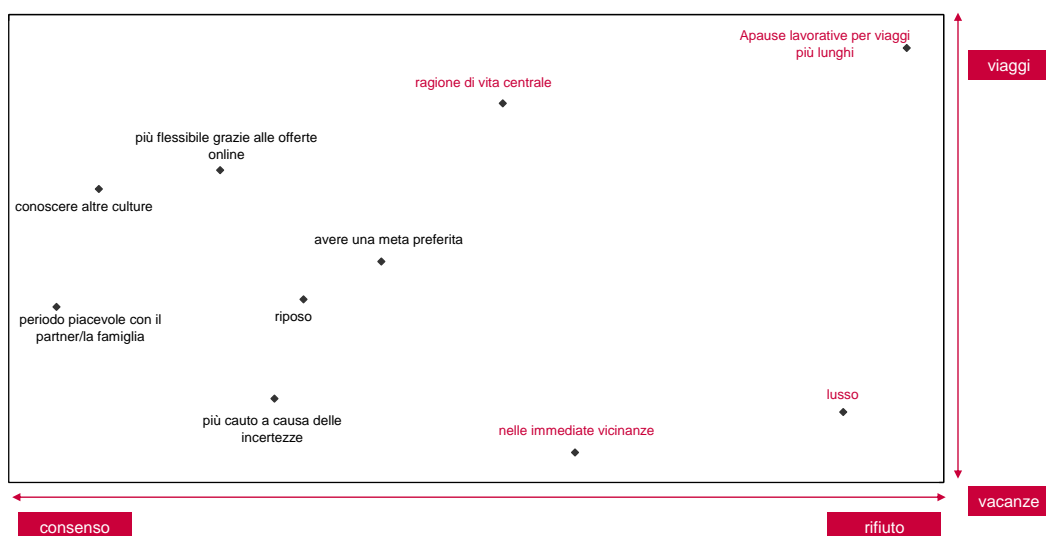 Apause lavorative per viaggi
più lunghi
viaggi
ragione di vita centrale
più flessibile grazie alle offerte
online
conoscere altre culture
avere una meta preferita
periodo piacevole con il
partner/la famiglia
riposo
lusso
più cauto a causa delle
incertezze
nelle immediate vicinanze
vacanze
consenso
rifiuto